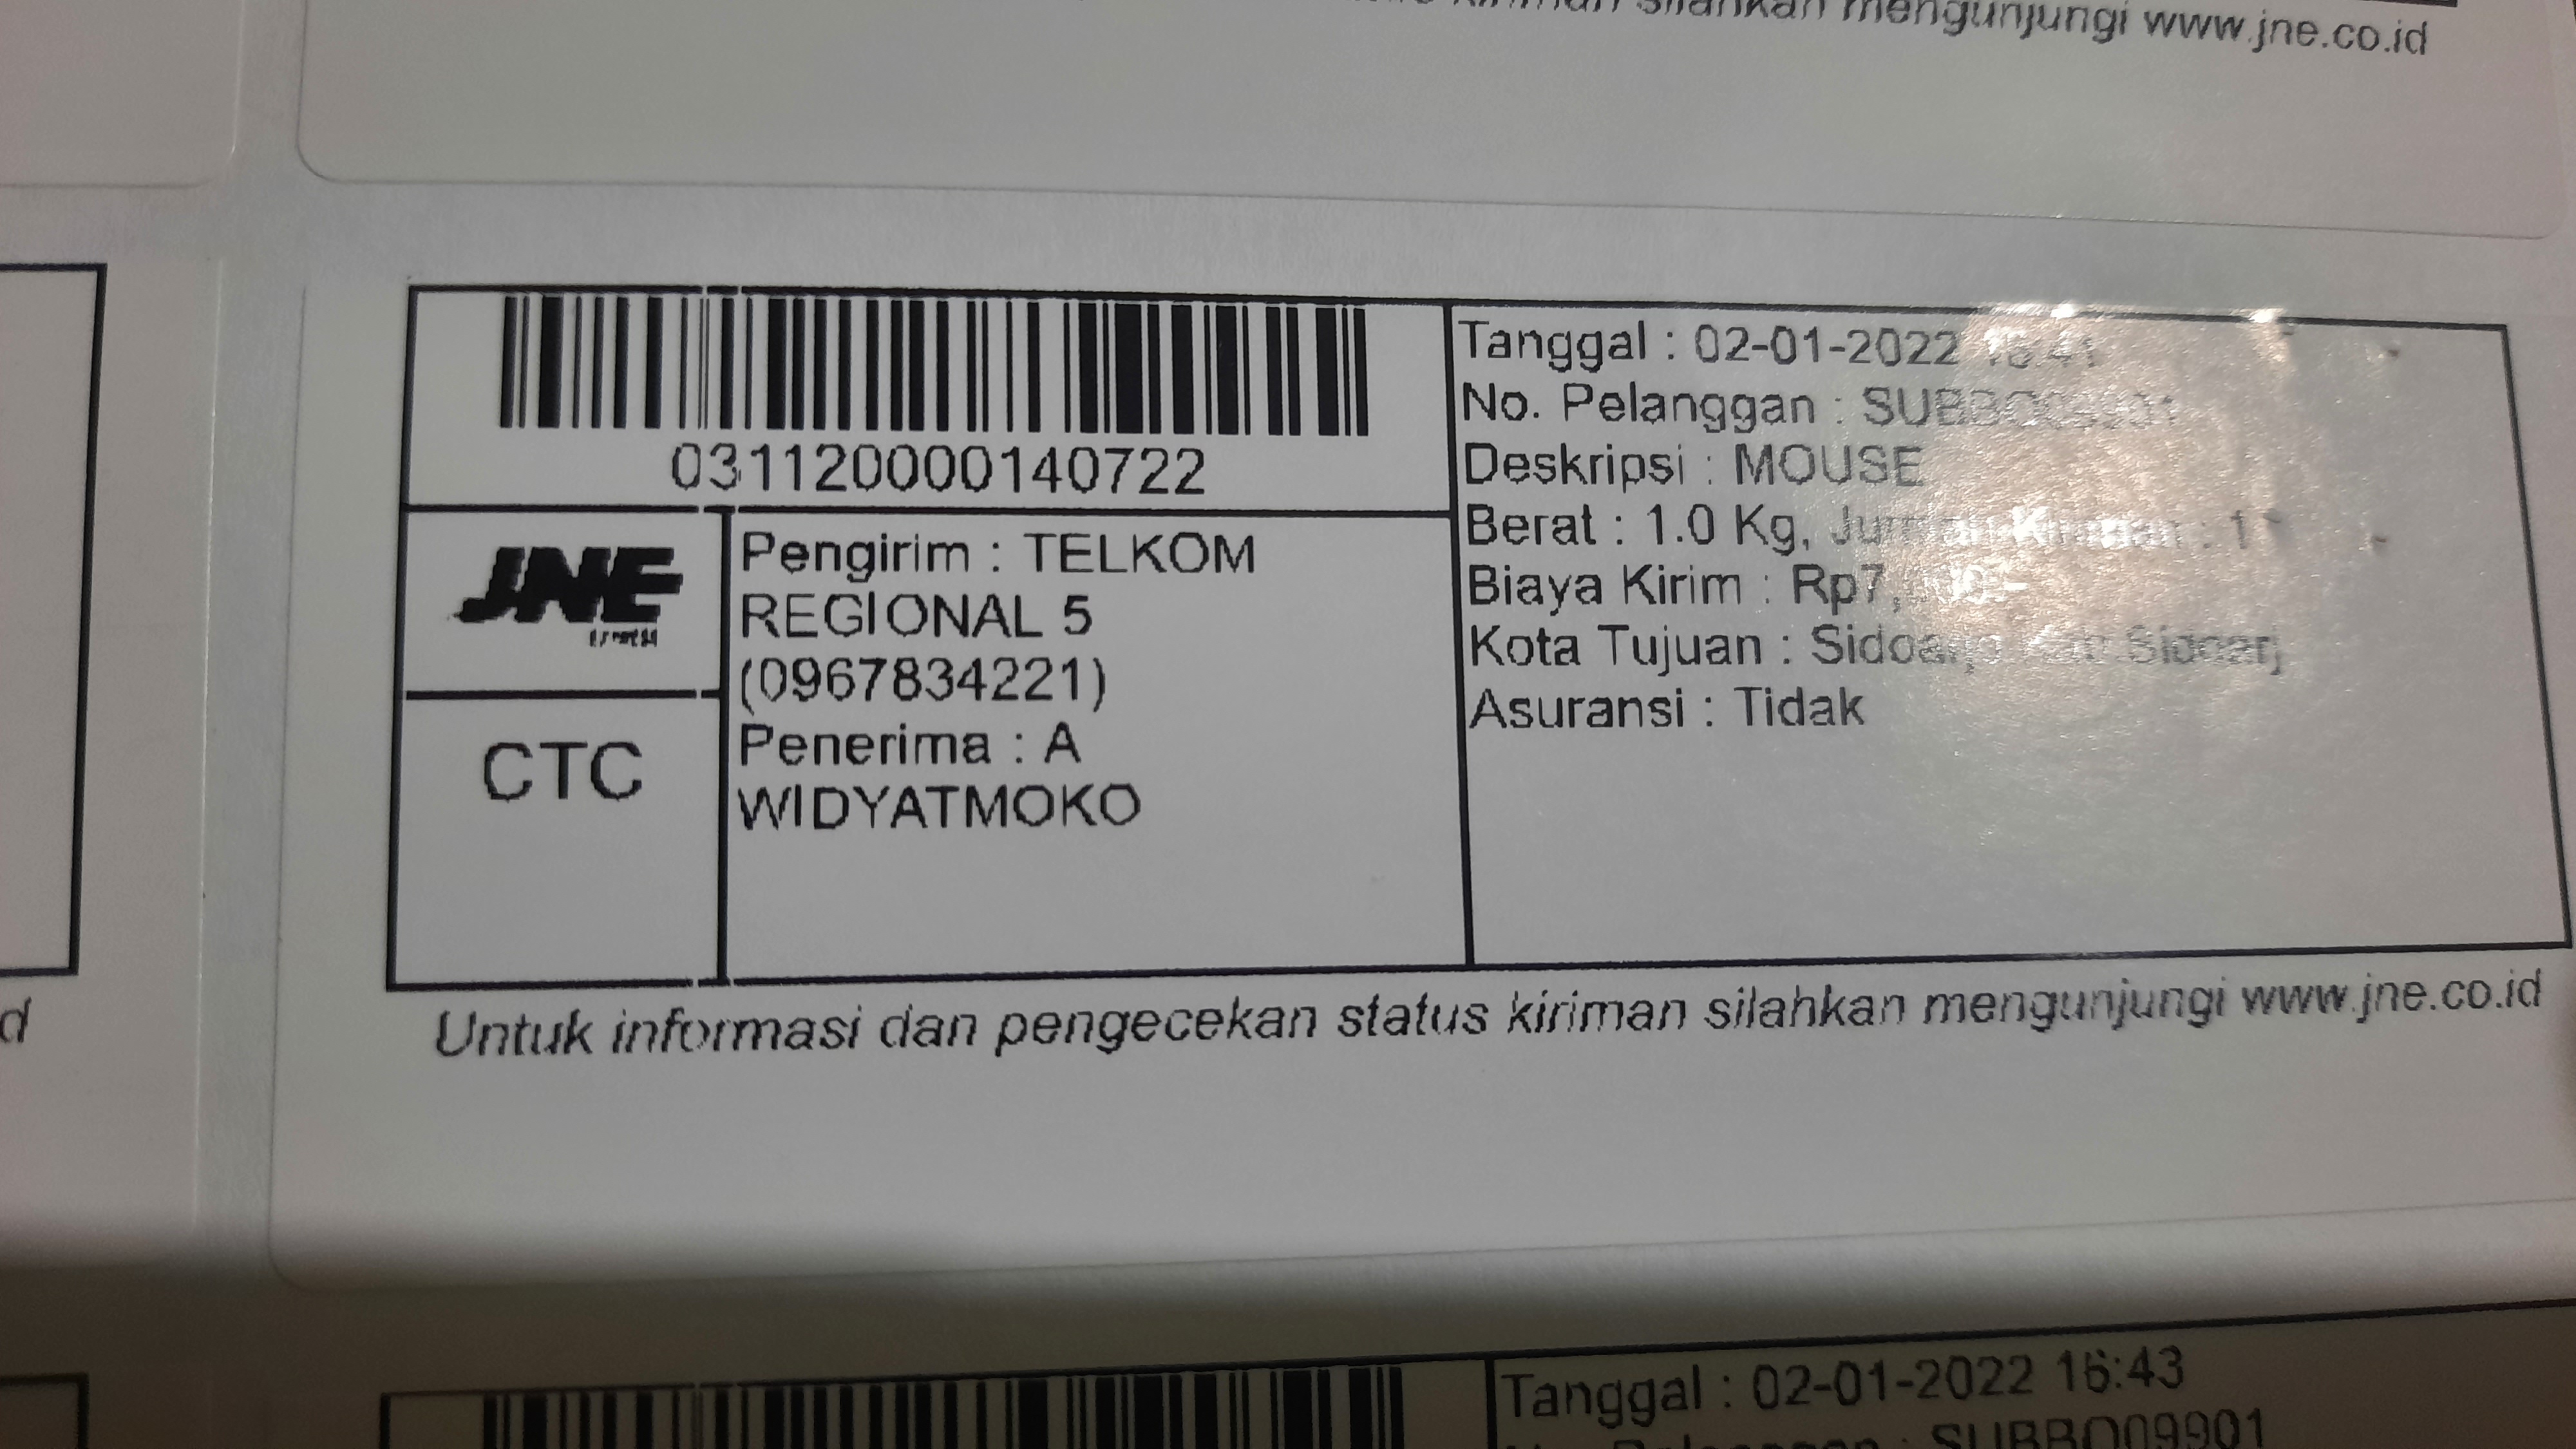 031120000140722
JNE
CTC
Pengirim : TELKOM
REGIONAL 5
(0967834221)
Penerima : A
WIDYATMOKO
Tanggal : 02-01-2022
No. Pelanggan :
Deskripsi : MOUSE
Berat : 1.0 Kg,
Biaya Kirim :
Kota Tujuan :
Asuransi : Tidak
Untuk informasi dan pengecekan status kiriman silahkan mengunjungi www.jne.co.id
Tanggal : 02-01-2022 16:43
silahkan mengunjungi www.jne.co.id